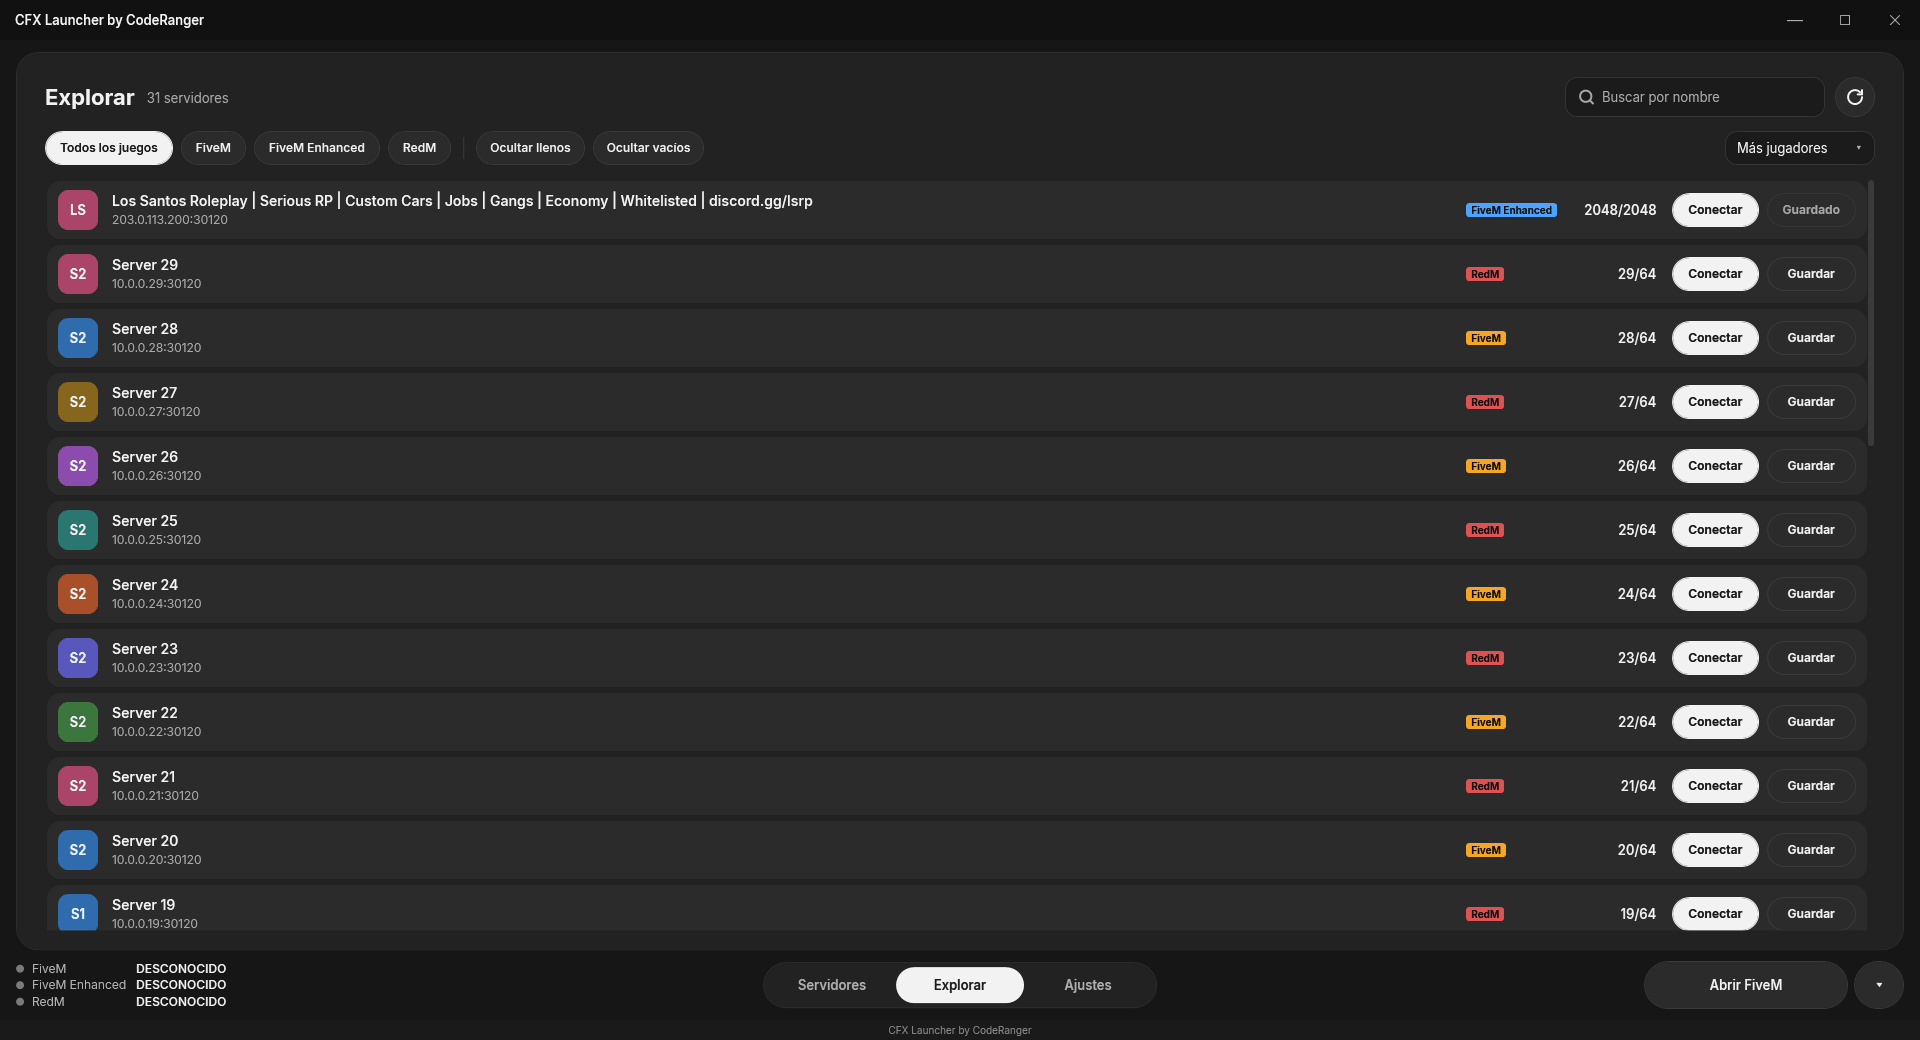 CFX Launcher by CodeRanger
Explorar 31 servidores
Buscar por nombre
Todos los juegos FiveM FiveM Enhanced RedM Ocultar llenos Ocultar vacíos
Más jugadores
LS Los Santos Roleplay | Serious RP | Custom Cars | Jobs | Gangs | Economy | Whitelisted | discord.gg/lsrp
203.0.113.200:30120
FiveM Enhanced 2048/2048 Conectar Guardado
S2 Server 29
10.0.0.29:30120
RedM 29/64 Conectar Guardar
S2 Server 28
10.0.0.28:30120
FiveM 28/64 Conectar Guardar
S2 Server 27
10.0.0.27:30120
RedM 27/64 Conectar Guardar
S2 Server 26
10.0.0.26:30120
FiveM 26/64 Conectar Guardar
S2 Server 25
10.0.0.25:30120
RedM 25/64 Conectar Guardar
S2 Server 24
10.0.0.24:30120
FiveM 24/64 Conectar Guardar
S2 Server 23
10.0.0.23:30120
RedM 23/64 Conectar Guardar
S2 Server 22
10.0.0.22:30120
FiveM 22/64 Conectar Guardar
S2 Server 21
10.0.0.21:30120
RedM 21/64 Conectar Guardar
S2 Server 20
10.0.0.20:30120
FiveM 20/64 Conectar Guardar
S1 Server 19
10.0.0.19:30120
RedM 19/64 Conectar Guardar
FiveM DESCONOCIDO
FiveM Enhanced DESCONOCIDO
RedM DESCONOCIDO
Servidores Explorar Ajustes
Abrir FiveM
CFX Launcher by CodeRanger